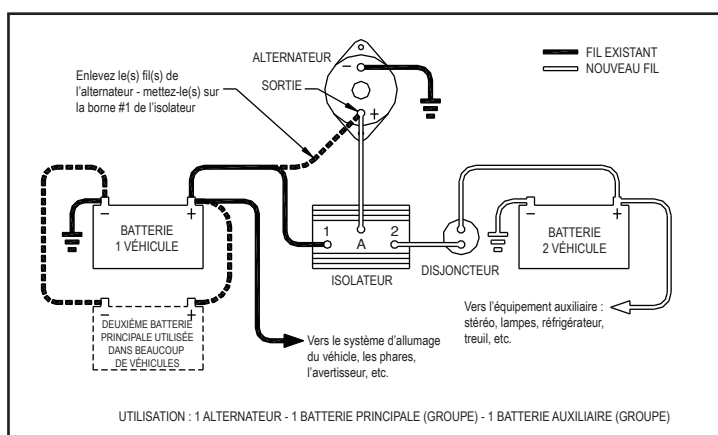 ALTERNATEUR
−
FIL EXISTANT
NOUVEAU FIL
Enlevez le(s) fil(s) de
l'alternateur - mettez-le(s) sur
la borne #1 de l'isolateur
SORTIE
+
− +
BATTERIE
1 VÉHICULE
1 A 2
ISOLATEUR
DISJONCTEUR
− +
BATTERIE
2 VÉHICULE
− +
DEUXIÉME BATTERIE
PRINCIPALE UTILISÉE
DANS BEAUCOUP
DE VÉHICULES
Vers le système d'allumage
du véhicule, les phares,
l'avertisseur, etc.
Vers l'équipement auxiliaire :
stéréo, lampes, réfrigérateur,
treuil, etc.
UTILISATION : 1 ALTERNATEUR - 1 BATTERIE PRINCIPALE (GROUPE) - 1 BATTERIE AUXILIAIRE (GROUPE)